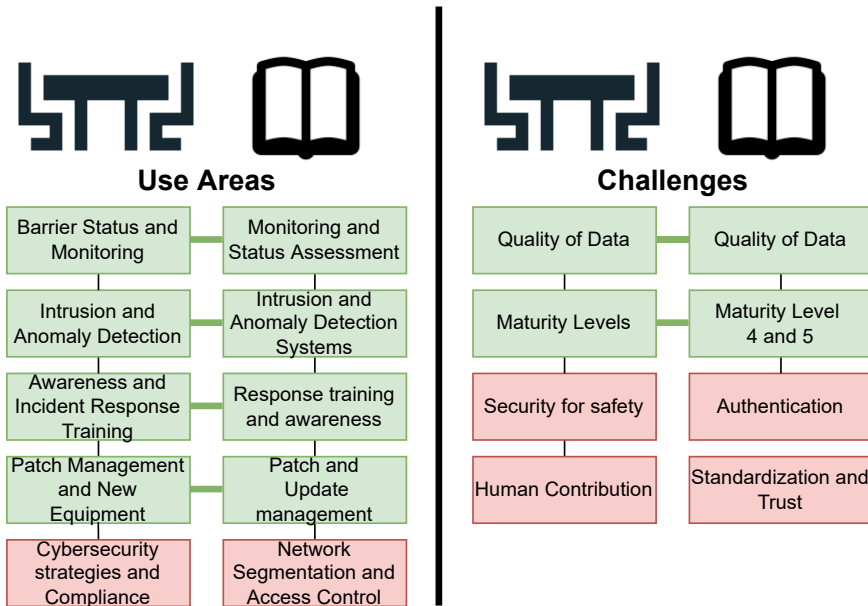 Use Areas
Barrier Status and
Monitoring
Monitoring and
Status Assessment
Intrusion and
Anomaly Detection
Intrusion and
Anomaly Detection
Systems
Awareness and
Incident Response
Training
Response training
and awareness
Patch Management
and New
Equipment
Patch and
Update
management
Cybersecurity
strategies and
Compliance
Network
Segmentation and
Access Control
Challenges
Quality of Data
Quality of Data
Maturity Levels
Maturity Level
4 and 5
Security for safety
Authentication
Human Contribution
Standardization and
Trust